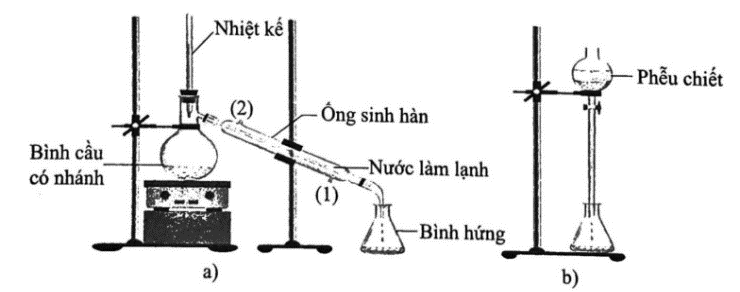 Nhiệt kế
(2)
Ống sinh hàn
Bình cầu
có nhánh
Nước làm lạnh
(1)
Bình hứng
a)
Phễu chiết
b)